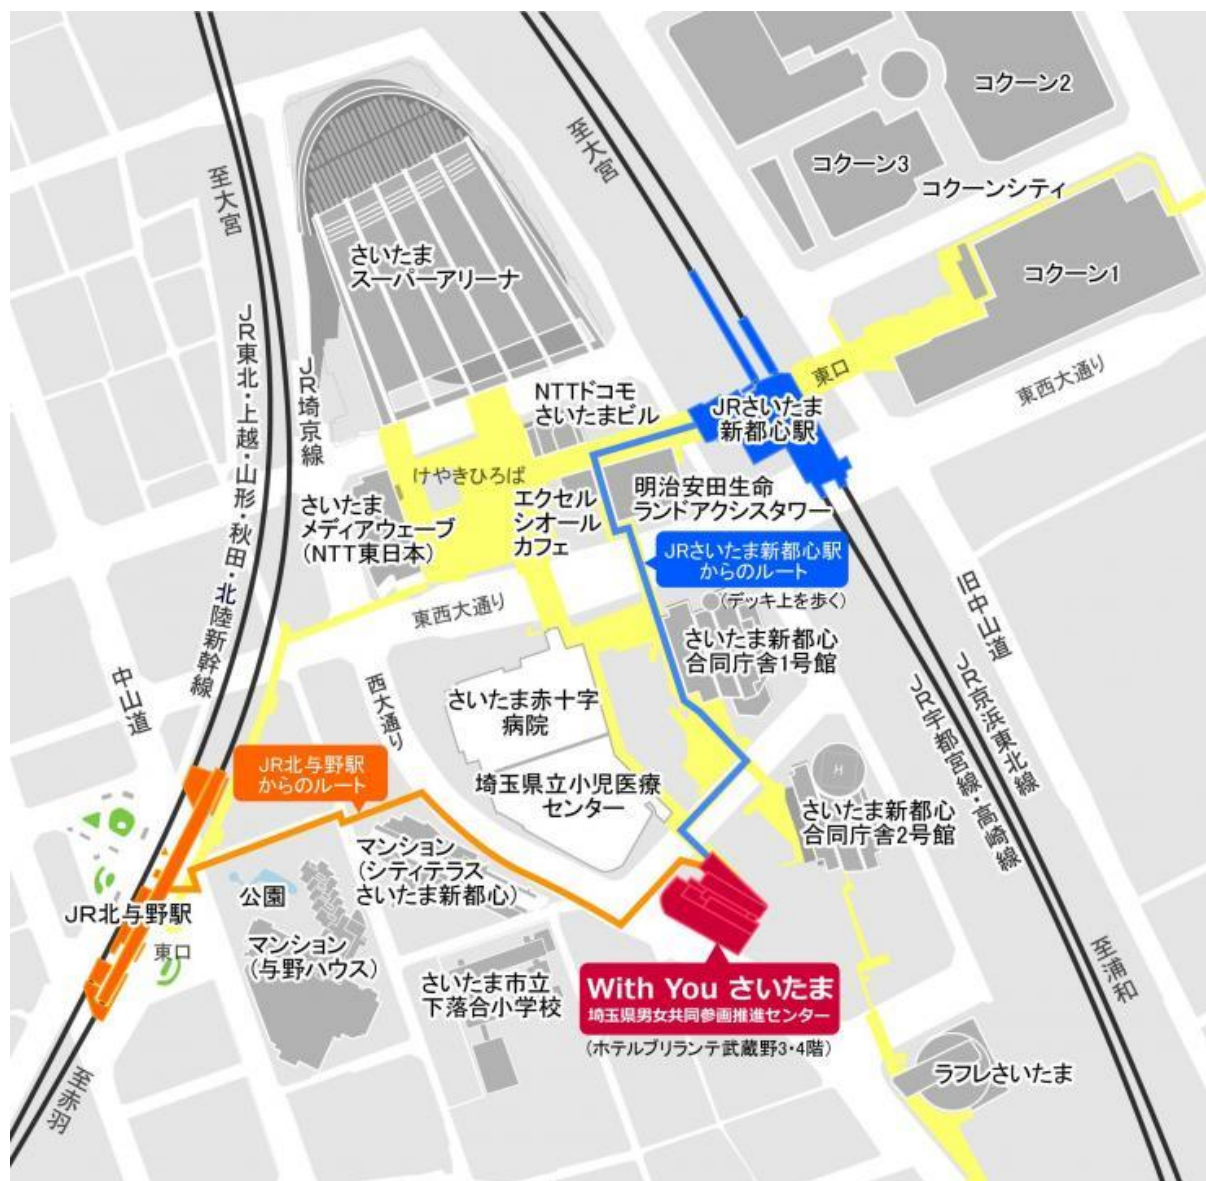 コクーン2
コクーン3
コクーンシティ
コクーン1
至大宮
至大宮
さいたま
スーパーアリーナ
JR東北・上越・山形・秋田・北陸新幹線
JR埼京線
NTTドコモ
さいたまビル
JRさいたま
新都心駅
東口
東西大通り
けやきひろば
さいたま
メディアウェーブ
(NTT東日本)
エクセル
シオール
カフェ
明治安田生命
ランドアクシスタワー
JRさいたま新都心駅
からのルート
(デッキ上を歩く)
東西大通り
さいたま新都心
合同庁舎1号館
旧中山道
JR京浜東北線
JR宇都宮線・高崎線
中山道
西大通り
さいたま赤十字
病院
JR北与野駅
からのルート
埼玉県立小児医療
センター
H
さいたま新都心
合同庁舎2号館
マンション
(シティテラス
さいたま新都心)
公園
JR北与野駅
東口
マンション
(与野ハウス)
さいたま市立
下落合小学校
With You さいたま
埼玉県男女共同参画推進センター
(ホテルブリランテ武蔵野3・4階)
至浦和
ラフレさいたま
至赤羽